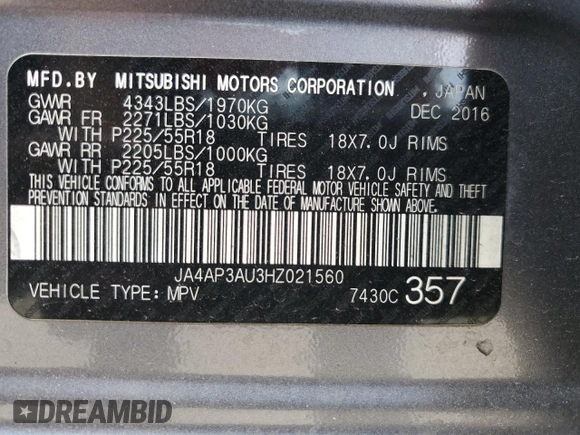 MFD.BY MITSUBISHI MOTORS CORPORATION , JAPAN
GVWR 4343LBS/1970KG DEC 2016
GAWR FR 2271LBS/1030KG
WITH P225/55R18 TIRES 18X7.0J RIMS
GAWR RR 2205LBS/1000KG
WITH P225/55R18 TIRES 18X7.0J RIMS
THIS VEHICLE CONFORMS TO ALL APPLICABLE FEDERAL MOTOR VEHICLE SAFETY AND THEFT
PREVENTION STANDARDS IN EFFECT ON THE DATE OF MANUFACTURE SHOWN ABOVE.
JA4AP3AU3HZ021560
VEHICLE TYPE: MPV 7430C 357
DREAMBID